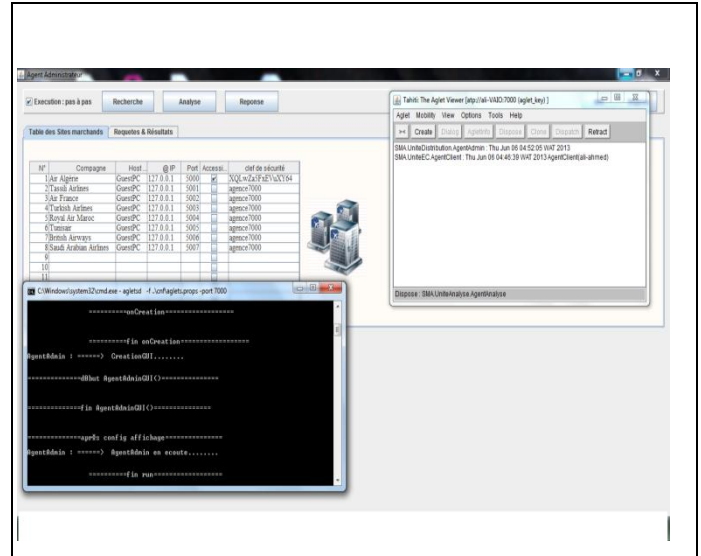 Agent Administrateur
Execution : pas à pas Recherche Analyse Reponse
Table des Sites marchands Requetes & Résultats
N° Compagne Host... @IP Port Accessi... clef de sécurité
1 Air Algérie GuestPC 127.0.0.1 5000
2 Tassili Airlines GuestPC 127.0.0.1 5001 agence7000
3 Air France GuestPC 127.0.0.1 5002 agence7000
4 Turkish Airlines GuestPC 127.0.0.1 5003 agence7000
5 Royal Air Maroc GuestPC 127.0.0.1 5004 agence7000
6 Tunisair GuestPC 127.0.0.1 5005 agence7000
7 British Airways GuestPC 127.0.0.1 5006 agence7000
8 Saudi Arabian Airlines GuestPC 127.0.0.1 5007 agence7000
9
10
11
Tahiti: The Aglet Viewer [atp://ali-VAIO:7000 (aglet_key) ]
Aglet Mobility View Options Tools Help
Create Dialog AgletInfo Dispose Clone Dispatch Retract
SMA.UniteDistribution.AgentAdmin : Thu Jun 06 04:52:05 WAT 2013
SMA.UniteEC.AgentClient : Thu Jun 06 04:46:39 WAT 2013 AgentClient(ali-ahmed)
Dispose : SMA.UniteAnalyse.AgentAnalyse
C:\Windows\system32\cmd.exe - agletsd -f ..\cnf\aglets.props -port 7000
==========onCreation==================
==========fin onCreation==================
AgentAdmin : ======> CreationGUI........
==============dÚbut AgentAdminGUI()===============
==============fin AgentAdminGUI()==============
==============aprÞs config affichage===============
AgentAdmin : ======> AgentAdmin en ecoute........
==========fin run==================